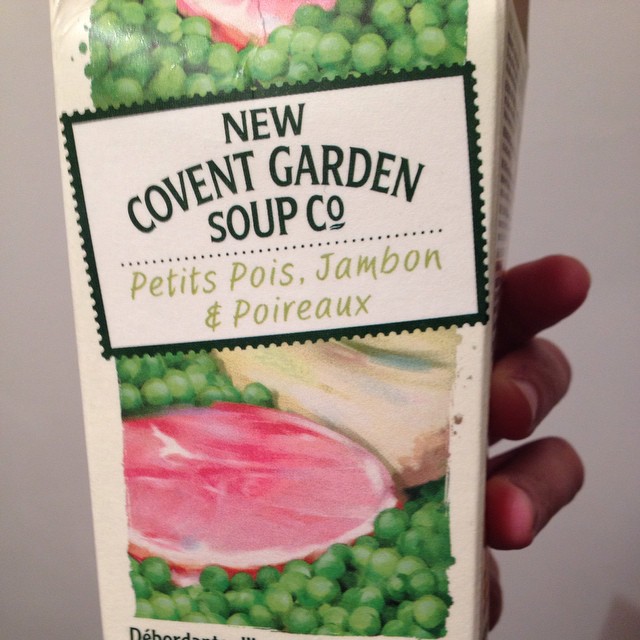 NEW
COVENT GARDEN
SOUP Co
Petits Pois, Jambon
& Poireaux